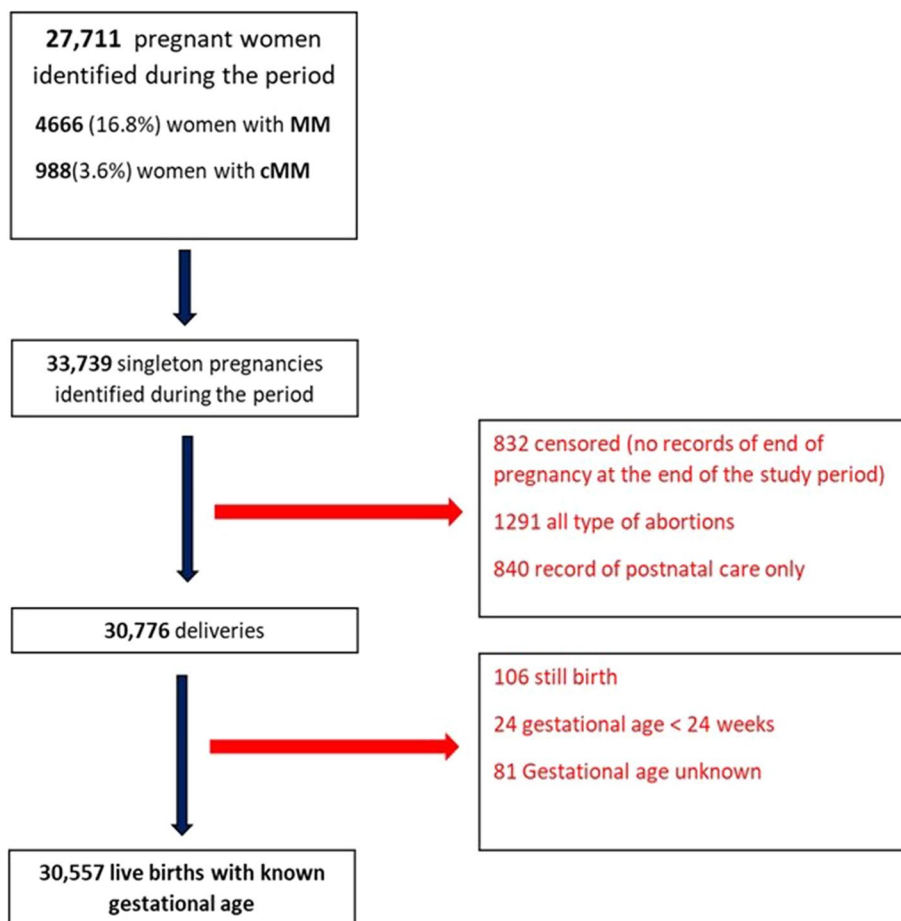 27,711 pregnant women
identified during the period
4666 (16.8%) women with MM
988(3.6%) women with cMM
33,739 singleton pregnancies
identified during the period
832 censored (no records of end of
pregnancy at the end of the study period)
1291 all type of abortions
840 record of postnatal care only
30,776 deliveries
106 still birth
24 gestational age < 24 weeks
81 Gestational age unknown
30,557 live births with known
gestational age